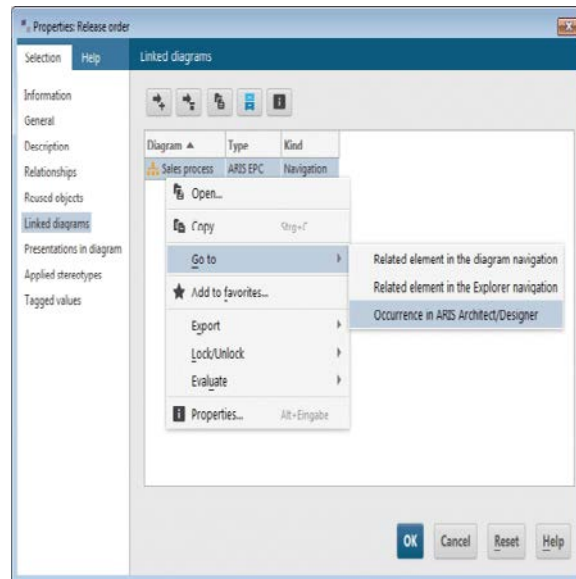 Properties: Release order
Selection
Help
Linked diagrams
Information
General
Description
Relationships
Reused objects
Linked diagrams
Presentations in diagram
Applied stereotypes
Tagged values
Diagram Type Kind
Sales process ARIS EPC Navigation
Open...
Copy Strg+C
Go to
Add to favorites...
Export
Lock/Unlock
Evaluate
Properties... Alt+Eingabe
Related element in the diagram navigation
Related element in the Explorer navigation
Occurrence in ARIS Architect/Designer
OK Cancel Reset Help